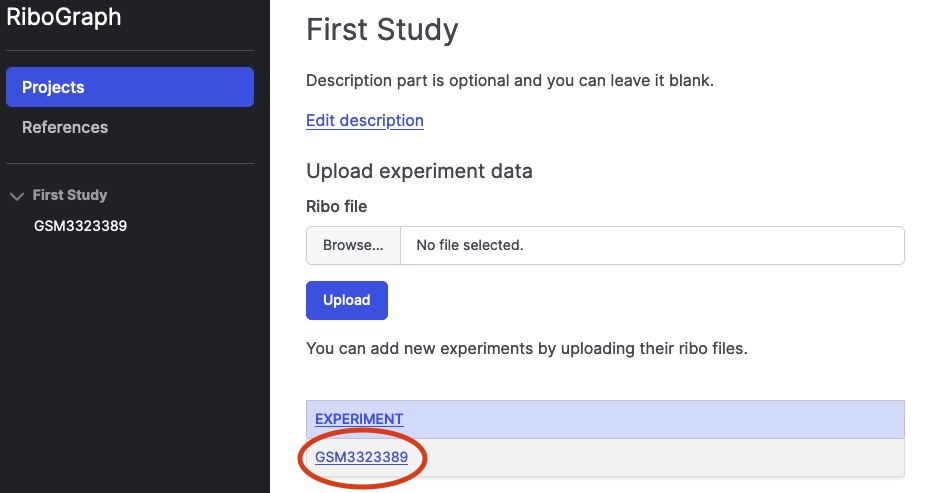 RiboGraph
Projects
References
First Study
GSM3323389
First Study
Description part is optional and you can leave it blank.
Edit description
Upload experiment data
Ribo file
Browse... No file selected.
Upload
You can add new experiments by uploading their ribo files.
EXPERIMENT
GSM3323389